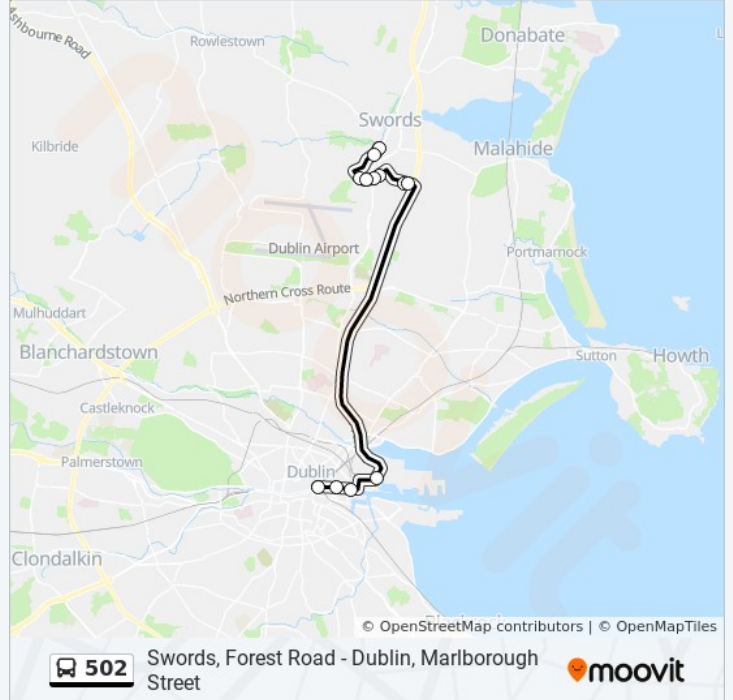 Ashbourne Road
Rowlestown
Donabate
Swords
Kilbride
Malahide
Dublin Airport
Portmarnock
Northern Cross Route
Mulhuddart
Blanchardstown
Sutton
Howth
Castleknock
Palmerstown
Dublin
Clondalkin
© OpenStreetMap contributors | © OpenMapTiles
502
Swords, Forest Road - Dublin, Marlborough
Street
moovit